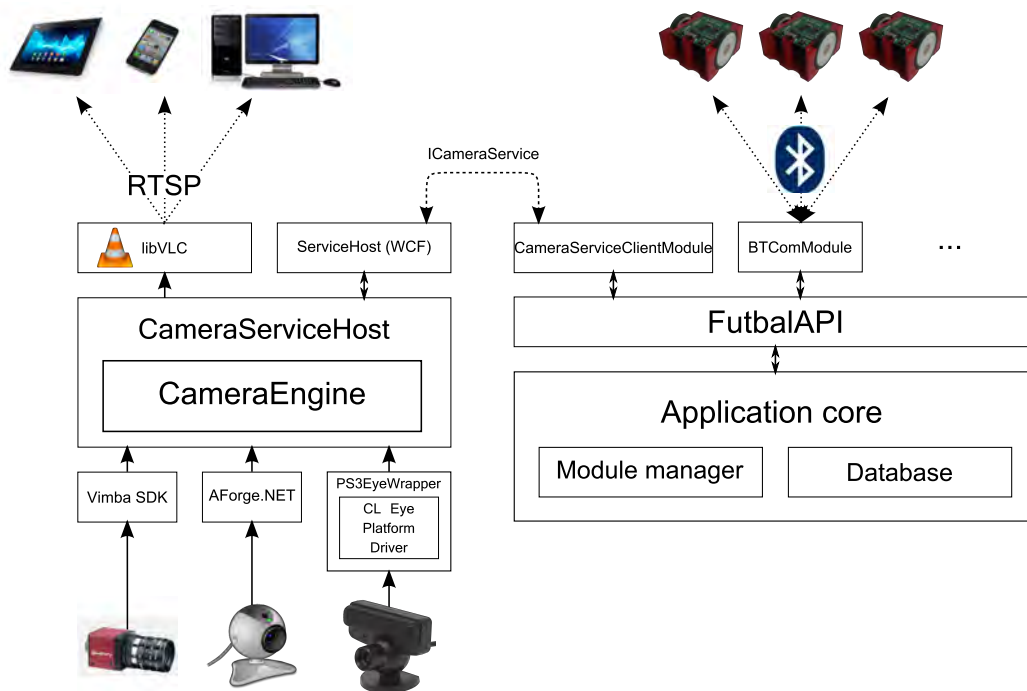 ICameraService
RTSP
libVLC
ServiceHost (WCF)
CameraServiceClientModule
BTComModule
...
CameraServiceHost
CameraEngine
FutbalAPI
Application core
Module manager
Database
Vimba SDK
AForge.NET
PS3EyeWrapper
CL Eye
Platform
Driver